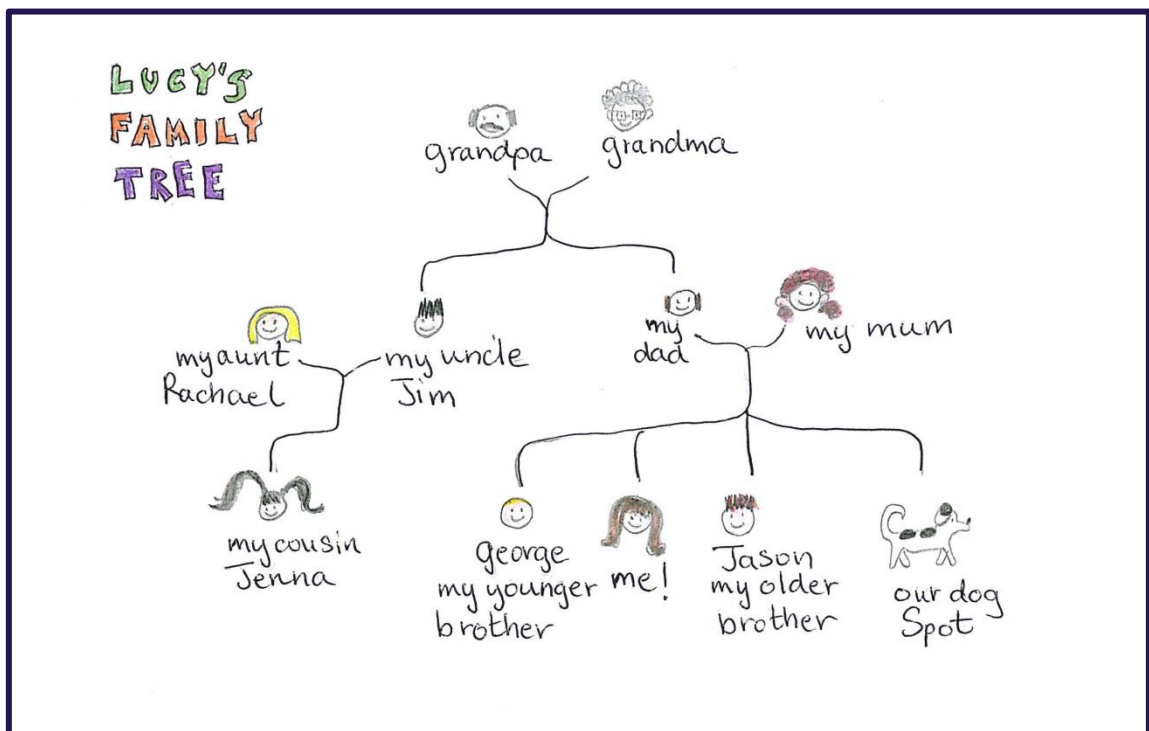 LUCY'S
FAMILY
TREE
grandpa
grandma
my aunt
Rachael
my uncle
Jim
my
dad
my mum
my cousin
Jenna
george
my younger
brother
me!
Jason
my older
brother
our dog
Spot